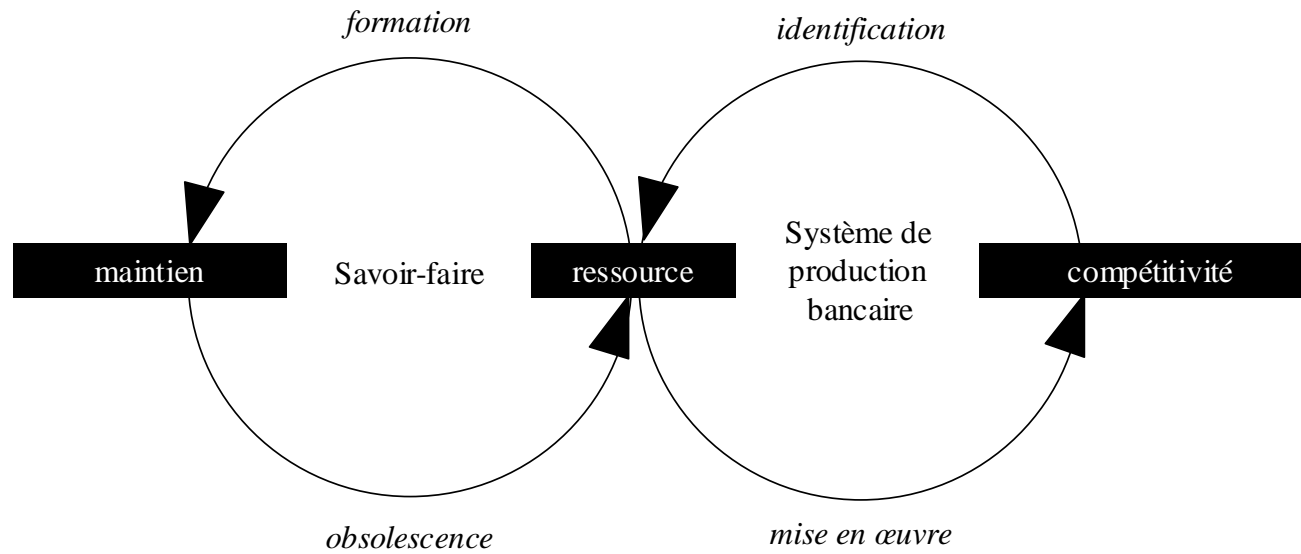 formation
identification
maintien
Savoir-faire
ressource
Système de
production
bancaire
compétitivité
obsolescence
mise en œuvre